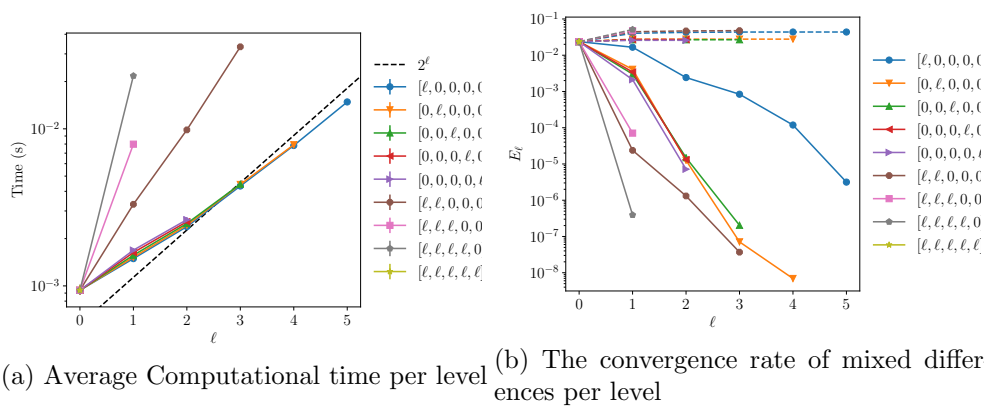 10⁻²
10⁻³
Time (s)
0 1 2 3 4 5
ℓ
2^ℓ
[ℓ, 0, 0, 0, 0
[0, ℓ, 0, 0, 0
[0, 0, ℓ, 0, 0
[0, 0, 0, ℓ, 0
[0, 0, 0, 0, ℓ
[ℓ, ℓ, 0, 0, 0
[ℓ, ℓ, ℓ, 0, 0
[ℓ, ℓ, ℓ, ℓ, 0
[ℓ, ℓ, ℓ, ℓ, ℓ]
(a) Average Computational time per level
10⁻¹
10⁻²
10⁻³
10⁻⁴
10⁻⁵
10⁻⁶
10⁻⁷
10⁻⁸
E_ℓ
0 1 2 3 4 5
ℓ
[ℓ, 0, 0, 0, 0
[0, ℓ, 0, 0, 0
[0, 0, ℓ, 0, 0
[0, 0, 0, ℓ, 0
[0, 0, 0, 0, ℓ
[ℓ, ℓ, 0, 0, 0
[ℓ, ℓ, ℓ, 0, 0
[ℓ, ℓ, ℓ, ℓ, 0
[ℓ, ℓ, ℓ, ℓ, ℓ]
(b) The convergence rate of mixed differ
ences per level